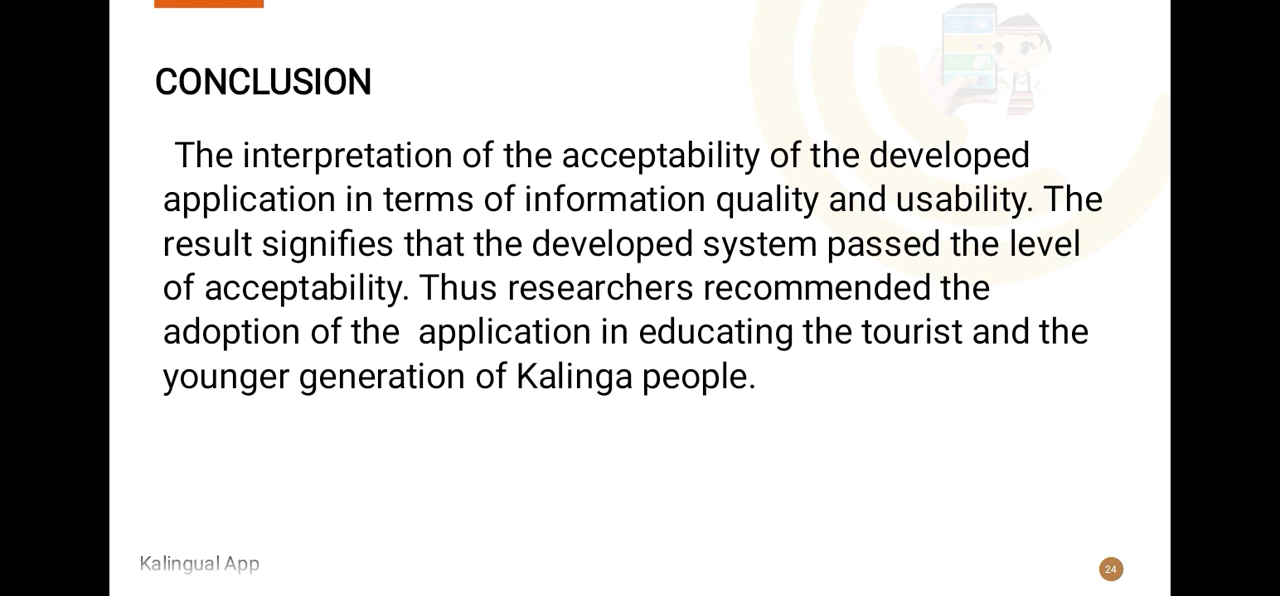 CONCLUSION
The interpretation of the acceptability of the developed
application in terms of information quality and usability. The
result signifies that the developed system passed the level
of acceptability. Thus researchers recommended the
adoption of the  application in educating the tourist and the
younger generation of Kalinga people.
Kalingual App
24